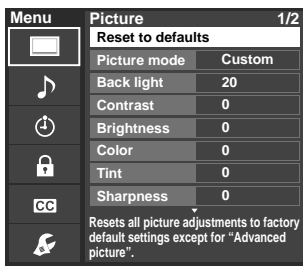 Menu
Picture 1/2
Reset to defaults
Picture mode Custom
Back light 20
Contrast 0
Brightness 0
Color 0
Tint 0
Sharpness 0
CC
Resets all picture adjustments to factory
default settings except for “Advanced
picture”.